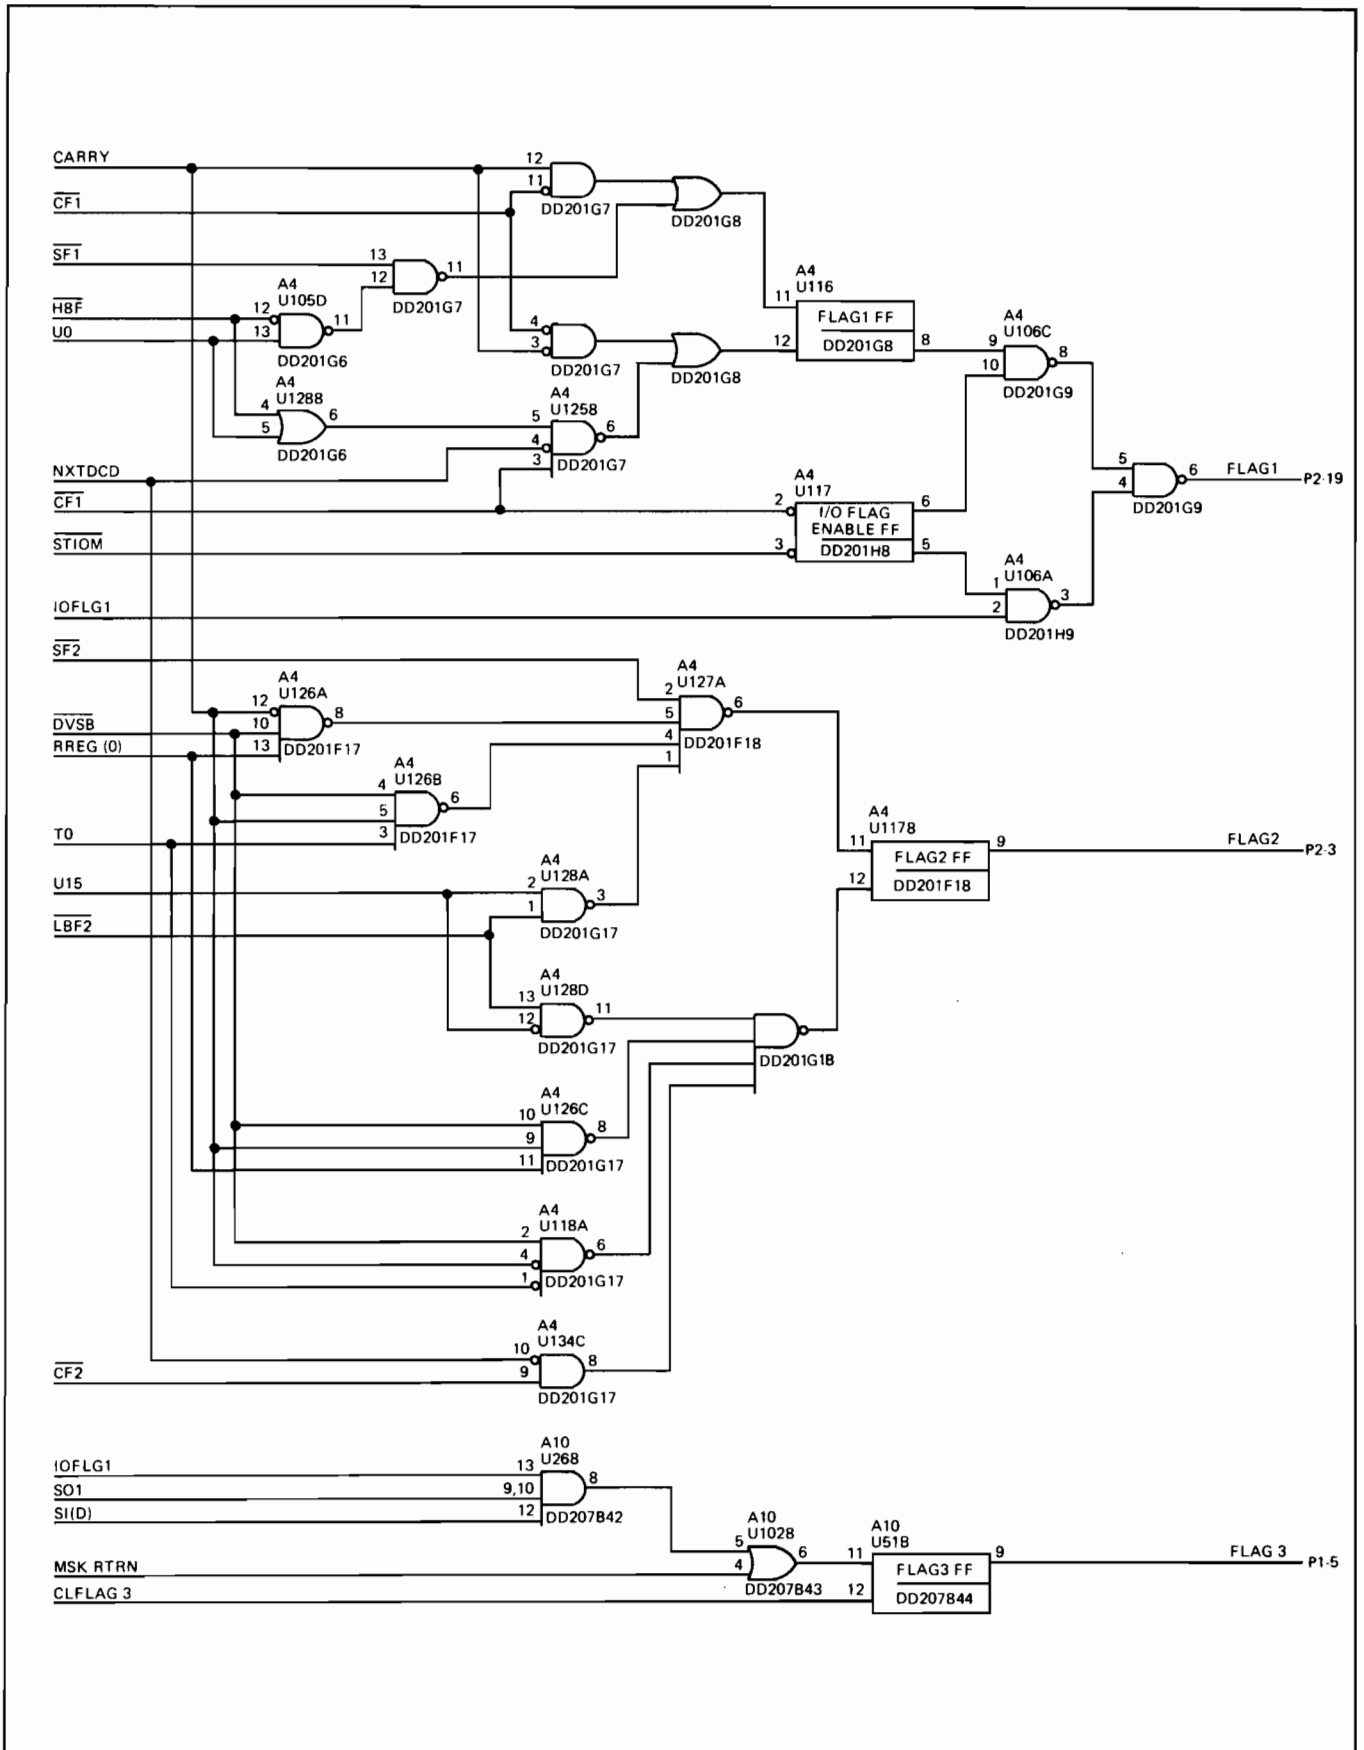 CARRY
12
11
DD201G7
DD201G8
CF1
SF1
13
12
11
DD201G7
A4
U105D
HBF
12
11
U0
13
DD201G6
4
3
DD201G7
DD201G8
12
A4
U116
11
FLAG1 FF
DD201G8
8
A4
U106C
9
8
10
DD201G9
A4
U128B
4
6
5
DD201G6
A4
U125B
5
6
4
3
DD201G7
NXTDCD
CF1
A4
U117
2
I/O FLAG
ENABLE FF
DD201H8
6
5
3
STIOM
5
6
4
DD201G9
FLAG1
P2-19
A4
U106A
1
3
2
DD201H9
IOFLG1
SF2
A4
U127A
2
6
5
4
1
DD201F18
A4
U126A
12
8
DVSB
10
RREG (0)
13
DD201F17
A4
U126B
4
6
5
3
DD201F17
T0
A4
U117B
11
9
FLAG2 FF
12
DD201F18
FLAG2
P2-3
U15
A4
U128A
2
3
1
DD201G17
LBF2
A4
U128D
13
11
12
DD201G17
DD201G18
A4
U126C
10
8
9
11
DD201G17
A4
U118A
2
6
4
1
DD201G17
A4
U134C
10
8
9
DD201G17
CF2
IOFLG1
A10
U268
13
8
SO1
9,10
SI(D)
12
DD207B42
A10
U102B
5
6
4
DD207B43
MSK RTRN
CLFLAG 3
A10
U51B
11
9
FLAG3 FF
12
DD207B44
FLAG 3
P1-5